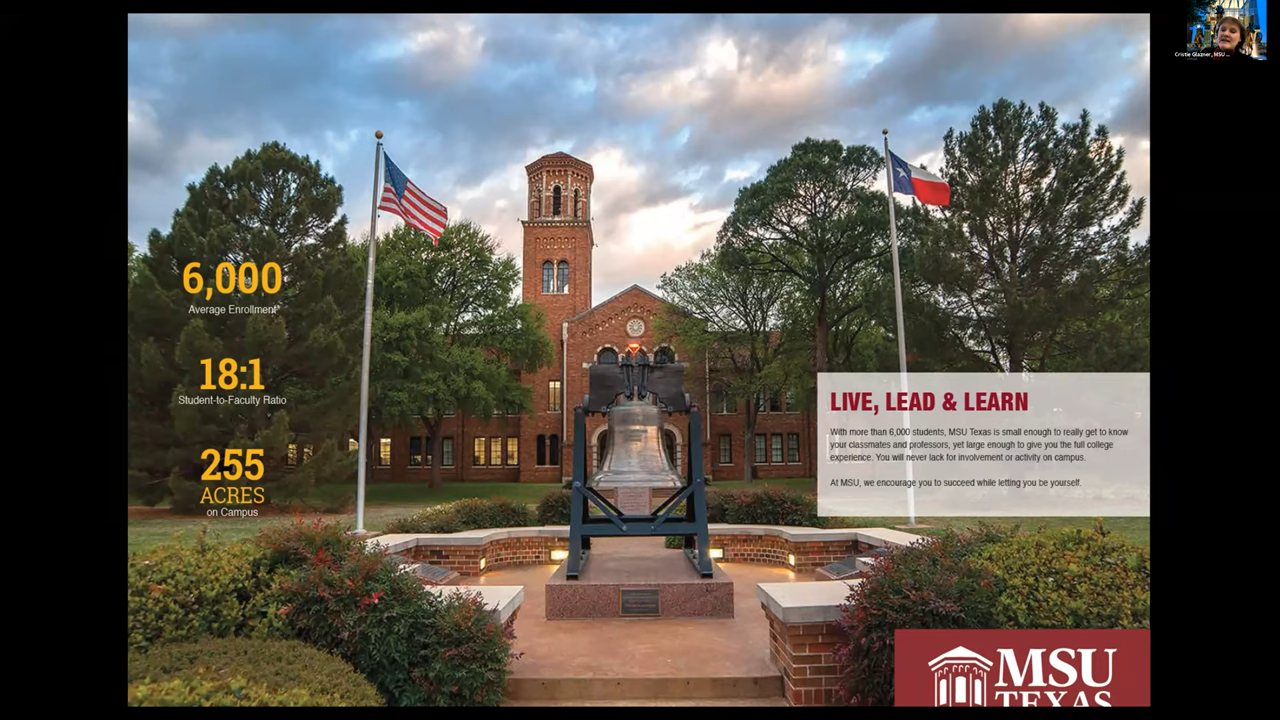 Cristie Glazner, MSU ...
6,000
Average Enrollment
18:1
Student-to-Faculty Ratio
255
ACRES
on Campus
LIVE, LEAD & LEARN
With more than 6,000 students, MSU Texas is small enough to really get to know
your classmates and professors, yet large enough to give you the full college
experience. You will never lack for involvement or activity on campus.
At MSU, we encourage you to succeed while letting you be yourself.
MSU
TEXAS